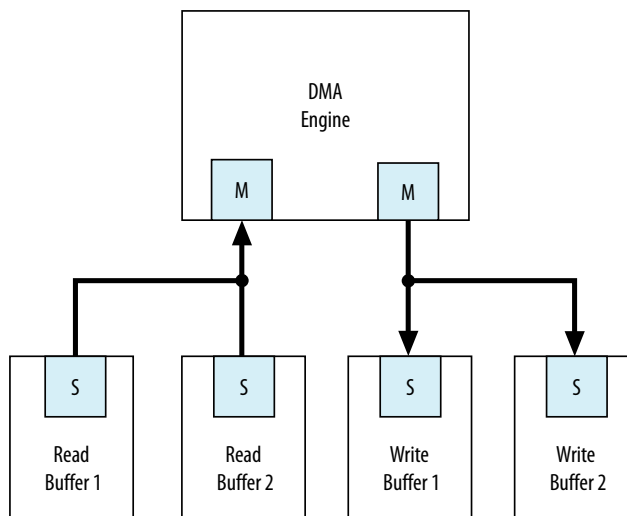 DMA
Engine
M
M
S
S
S
S
Read
Buffer 1
Read
Buffer 2
Write
Buffer 1
Write
Buffer 2